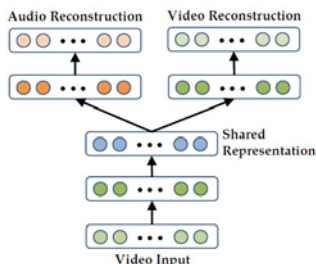 Audio Reconstruction
Video Reconstruction
Shared
Representation
Video Input